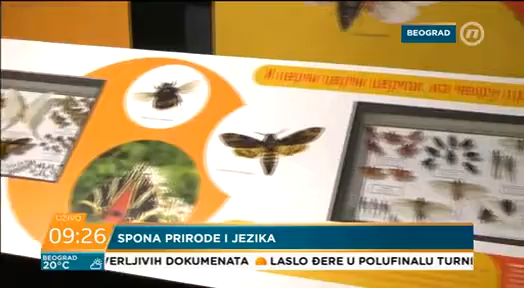 BEOGRAD
UŽIVO
09:26
SPONA PRIRODE I JEZIKA
BEOGRAD
20°C
VERLJIVIH DOKUMENATA
LASLO ĐERE U POLUFINALU TURNI